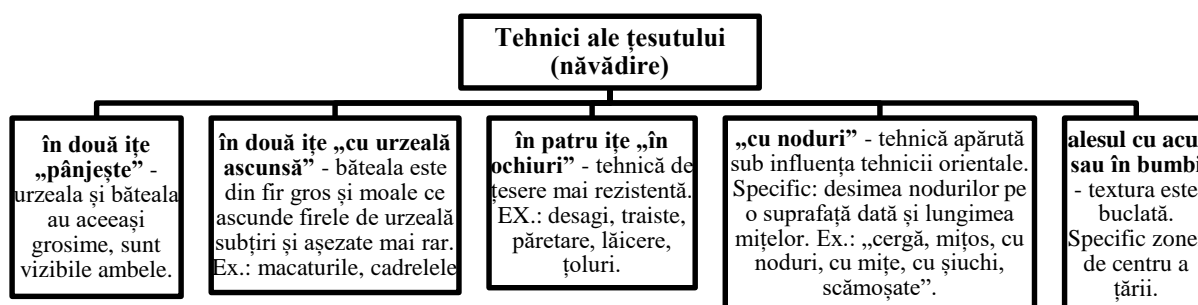 Tehnici ale țesutului
(năvădire)
în două ițe
„pânjește” -
urzeala și băteala
au aceeași
grosime, sunt
vizibile ambele.
în două ițe „cu urzeală
ascunsă” - băteala este
din fir gros și moale ce
ascunde firele de urzeală
subțiri și așezate mai rar.
Ex.: macaturile, cadrelele
în patru ițe „în
ochiuri” - tehnică de
țesere mai rezistentă.
EX.: desagi, traiste,
păretare, lăicere,
țoluri.
„cu noduri” - tehnică apărută
sub influența tehnicii orientale.
Specific: desimea nodurilor pe
o suprafață dată și lungimea
mițelor. Ex.: „cergă, mițos, cu
noduri, cu mițe, cu șiuchi,
scămoșate”.
alesul cu acul
sau în bumbi
- textura este
buclată.
Specific zonei
de centru a
țării.